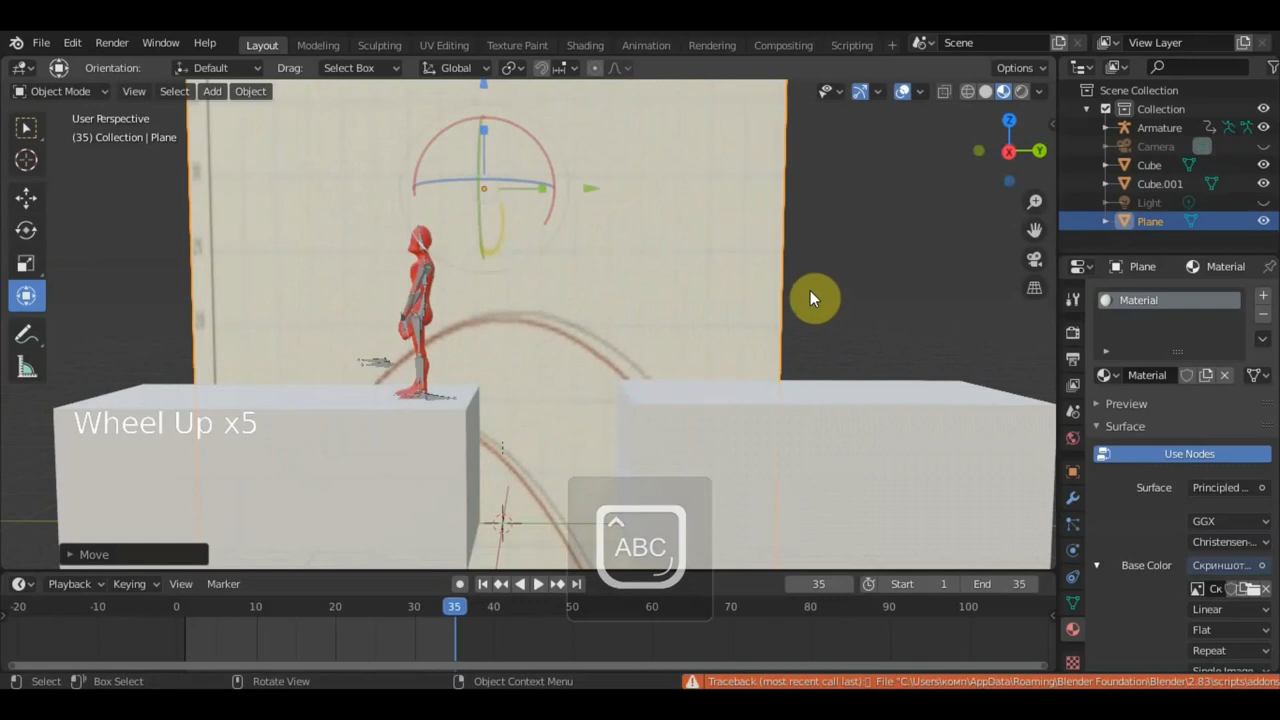 File Edit Render Window Help Layout Modeling Sculpting UV Editing Texture Paint Shading Animation Rendering Compositing Scripting + Scene View Layer
Orientation: Default Drag: Select Box Global Options
Object Mode View Select Add Object
Scene Collection
Collection
Armature
Camera
Cube
Cube.001
Light
Plane
User Perspective
(35) Collection | Plane
Z
X
Y
Plane Material
Material
Material
Preview
Surface
Use Nodes
Surface Principled ...
GGX
Christensen-...
Base Color Скриншот...
Ск
Linear
Flat
Repeat
Wheel Up x5
ABC
Move
Playback Keying View Marker 35 Start 1 End 35
-20 -10 0 10 20 30 35 40 50 60 70 80 90 100
Select Box Select Rotate View Object Context Menu
Traceback (most recent call last): File "C:\Users\комп\AppData\Roaming\Blender Foundation\Blender\2.83\scripts\addons